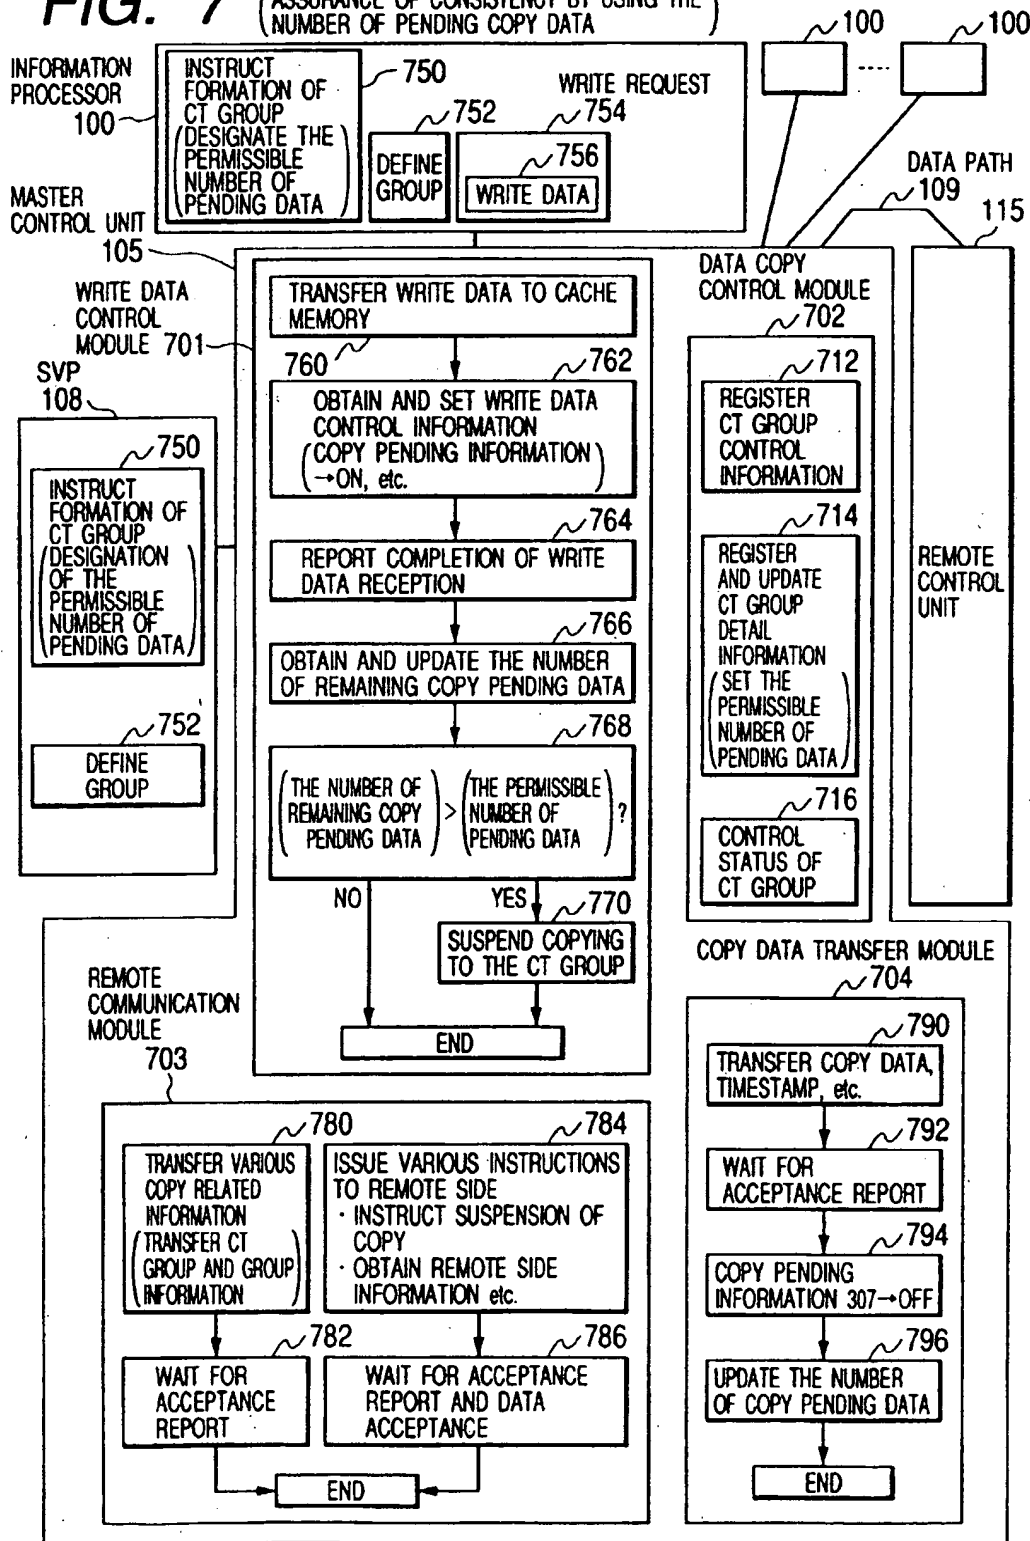 FIG. 7
ASSURANCE OF CONSISTENCY BY USING THE
NUMBER OF PENDING COPY DATA
100
100
INFORMATION
PROCESSOR
100
INSTRUCT
FORMATION OF
CT GROUP
DESIGNATE THE
PERMISSIBLE
NUMBER OF
PENDING DATA
750
752
DEFINE
GROUP
WRITE REQUEST
754
756
WRITE DATA
DATA PATH
109
115
MASTER
CONTROL UNIT
105
WRITE DATA
CONTROL
MODULE 701
TRANSFER WRITE DATA TO CACHE
MEMORY
760
762
OBTAIN AND SET WRITE DATA
CONTROL INFORMATION
(COPY PENDING INFORMATION
→ON, etc.)
764
REPORT COMPLETION OF WRITE
DATA RECEPTION
766
OBTAIN AND UPDATE THE NUMBER
OF REMAINING COPY PENDING DATA
768
(THE NUMBER OF
REMAINING COPY
PENDING DATA)
>
(THE PERMISSIBLE
NUMBER OF
PENDING DATA)
?
NO
YES
770
SUSPEND COPYING
TO THE CT GROUP
END
SVP
108
750
INSTRUCT
FORMATION OF
CT GROUP
(DESIGNATION
OF THE
PERMISSIBLE
NUMBER OF
PENDING DATA)
752
DEFINE
GROUP
DATA COPY
CONTROL MODULE
702
712
REGISTER
CT GROUP
CONTROL
INFORMATION
714
REGISTER
AND UPDATE
CT GROUP
DETAIL
INFORMATION
(SET THE
PERMISSIBLE
NUMBER OF
PENDING DATA)
716
CONTROL
STATUS OF
CT GROUP
REMOTE
CONTROL
UNIT
REMOTE
COMMUNICATION
MODULE
703
780
TRANSFER VARIOUS
COPY RELATED
INFORMATION
(TRANSFER CT
GROUP AND GROUP
INFORMATION)
782
WAIT FOR
ACCEPTANCE
REPORT
784
ISSUE VARIOUS INSTRUCTIONS
TO REMOTE SIDE
· INSTRUCT SUSPENSION OF
COPY
· OBTAIN REMOTE SIDE
INFORMATION etc.
786
WAIT FOR ACCEPTANCE
REPORT AND DATA
ACCEPTANCE
END
COPY DATA TRANSFER MODULE
704
790
TRANSFER COPY DATA,
TIMESTAMP, etc.
792
WAIT FOR
ACCEPTANCE REPORT
794
COPY PENDING
INFORMATION 307→OFF
796
UPDATE THE NUMBER
OF COPY PENDING DATA
END